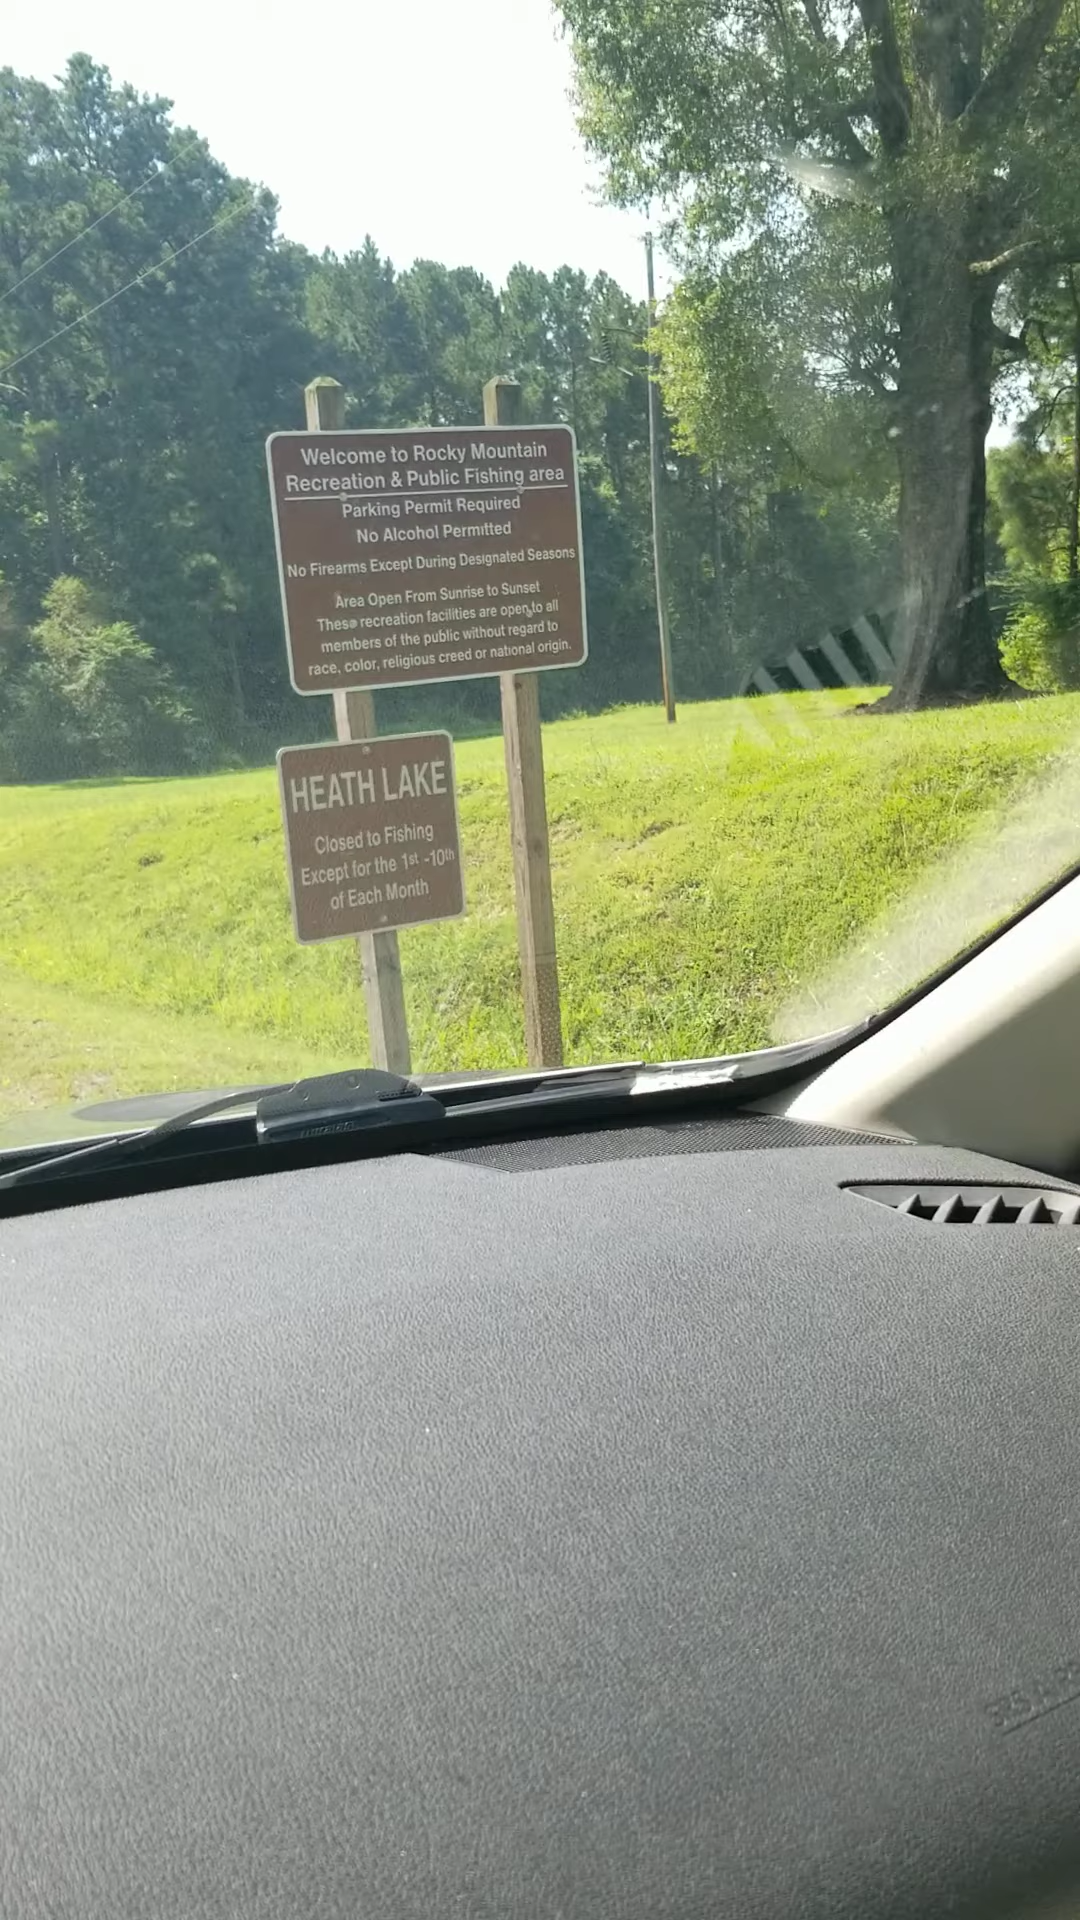 Welcome to Rocky Mountain
Recreation & Public Fishing area
Parking Permit Required
No Alcohol Permitted
No Firearms Except During Designated Seasons
Area Open From Sunrise to Sunset
These recreation facilities are open to all
members of the public without regard to
race, color, religious creed or national origin.
HEATH LAKE
Closed to Fishing
Except for the 1st -10th
of Each Month